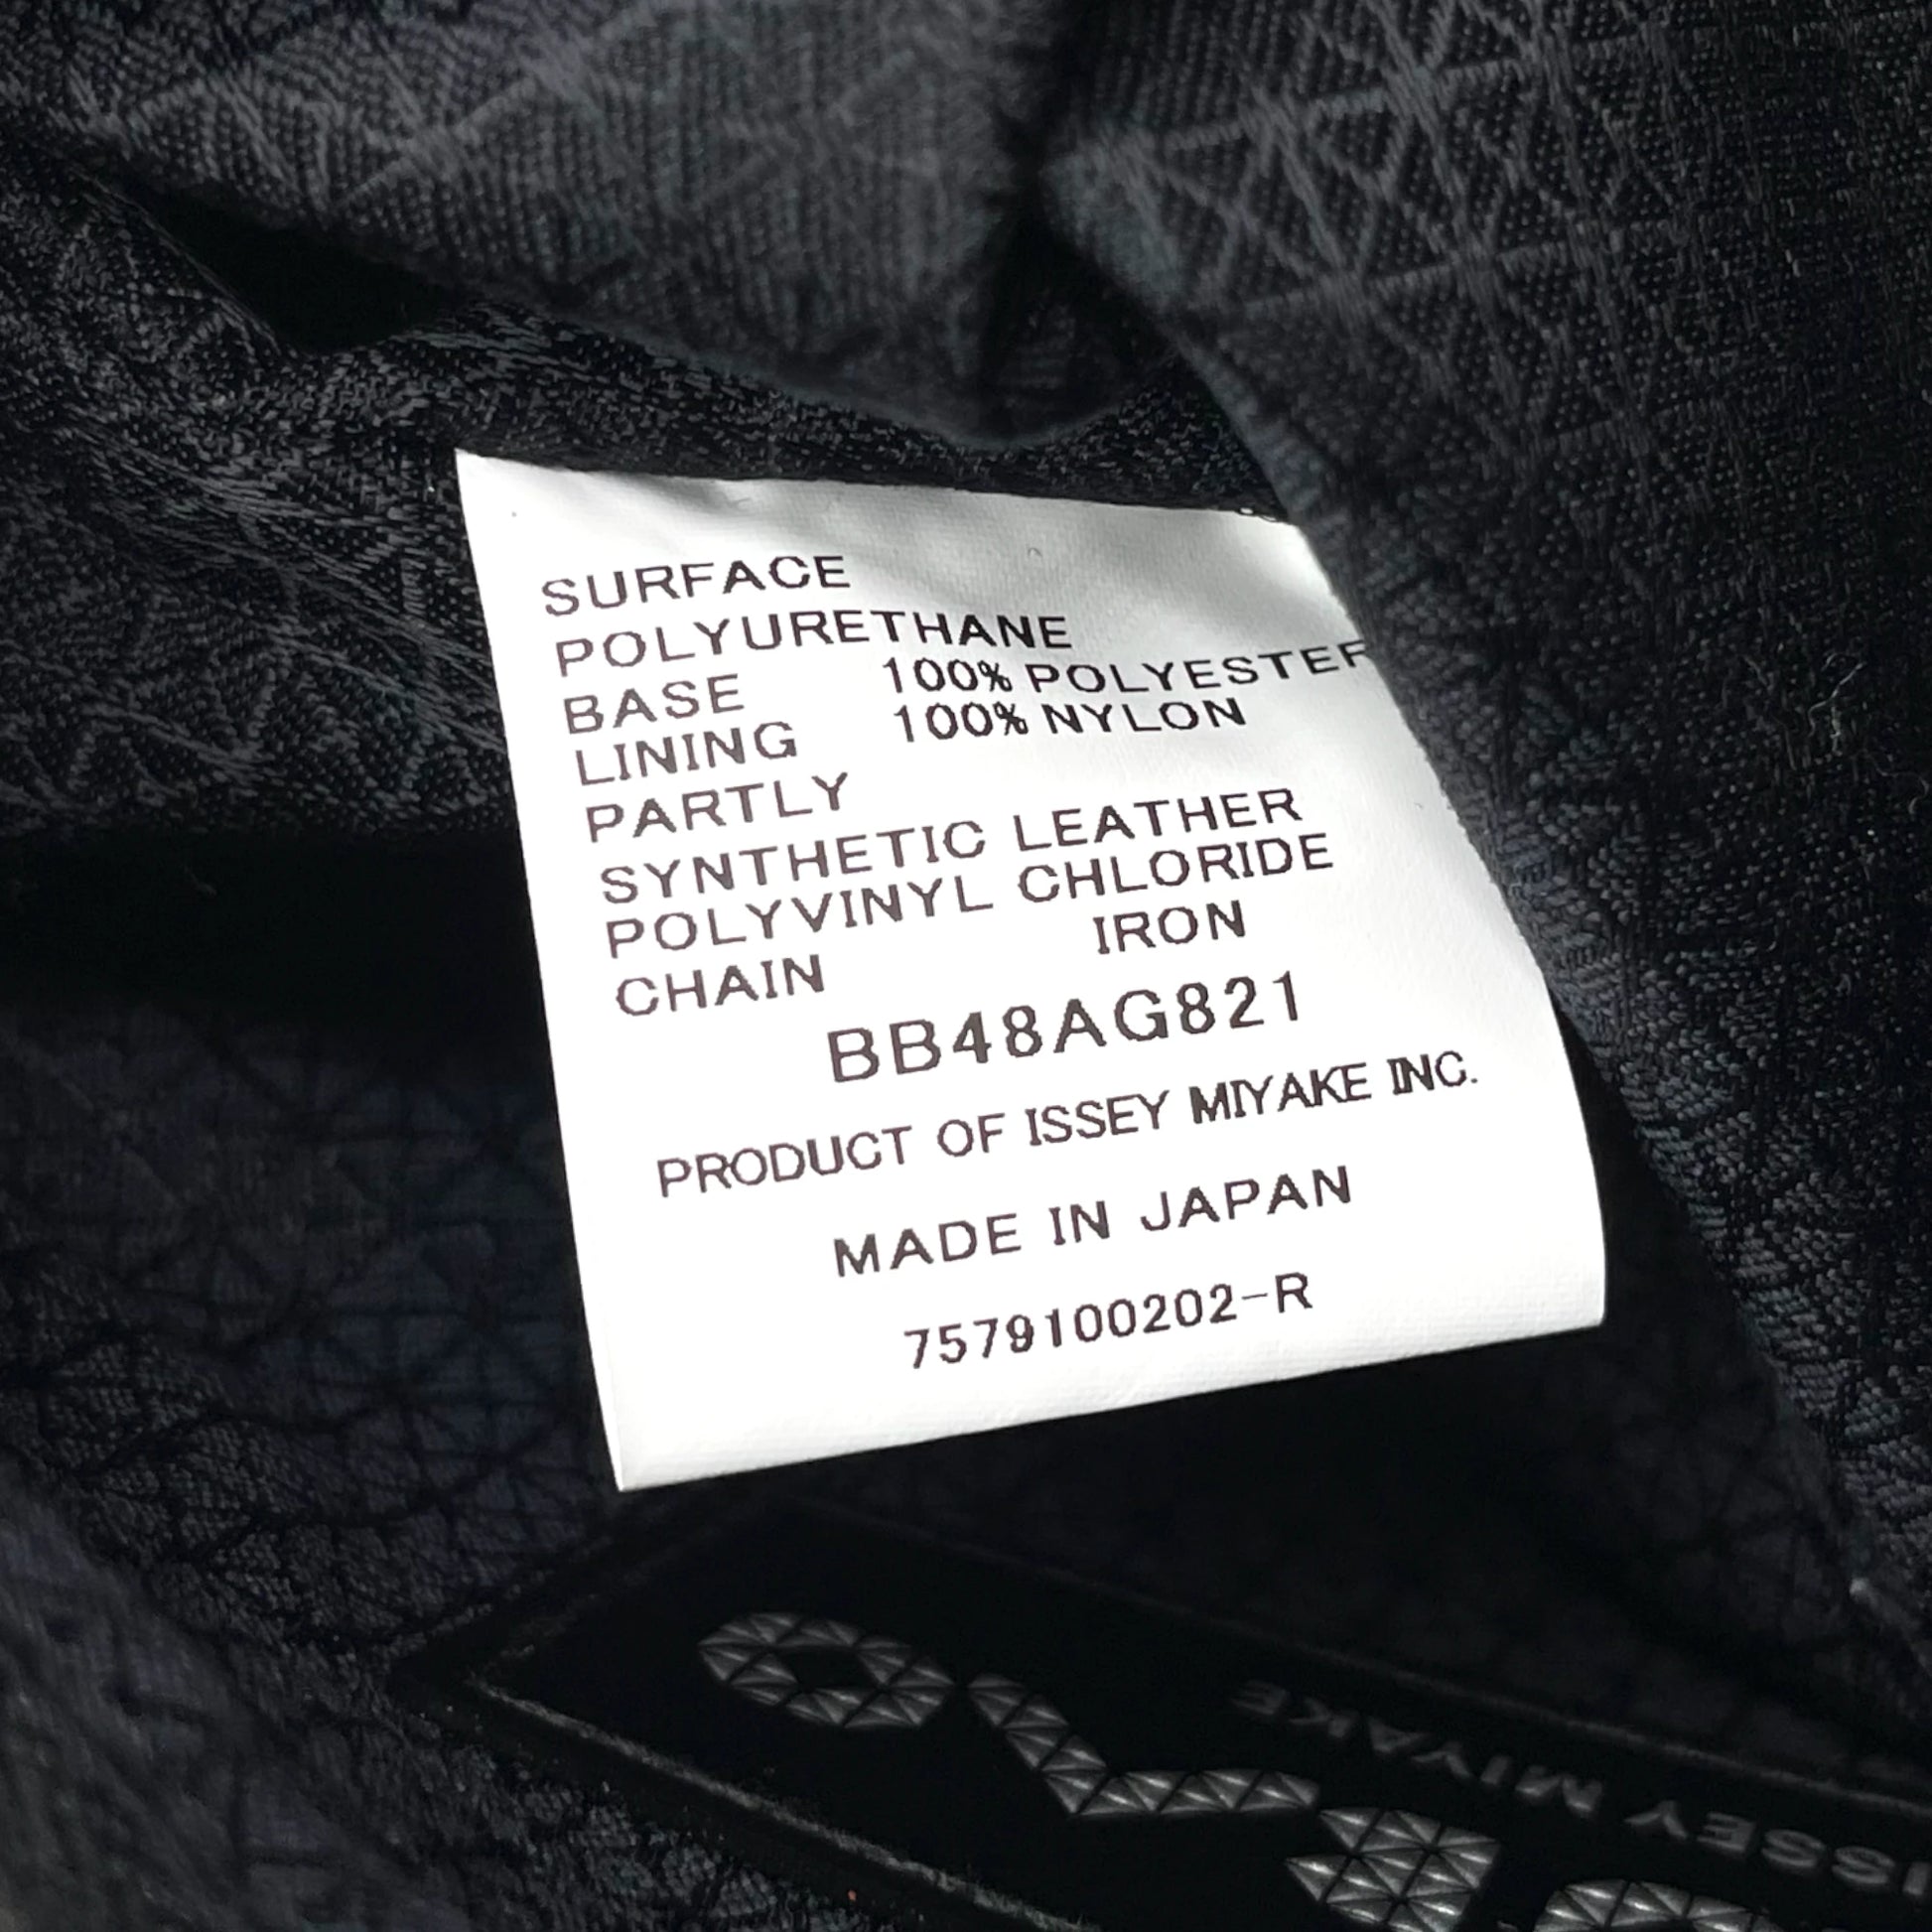 SURFACE
POLYURETHANE
BASE 100% POLYESTER
LINING 100% NYLON
PARTLY
SYNTHETIC LEATHER
POLYVINYL CHLORIDE
CHAIN IRON
BB48AG821
PRODUCT OF ISSEY MIYAKE INC.
MADE IN JAPAN
7579100202-R
ISSEY MIYAKE